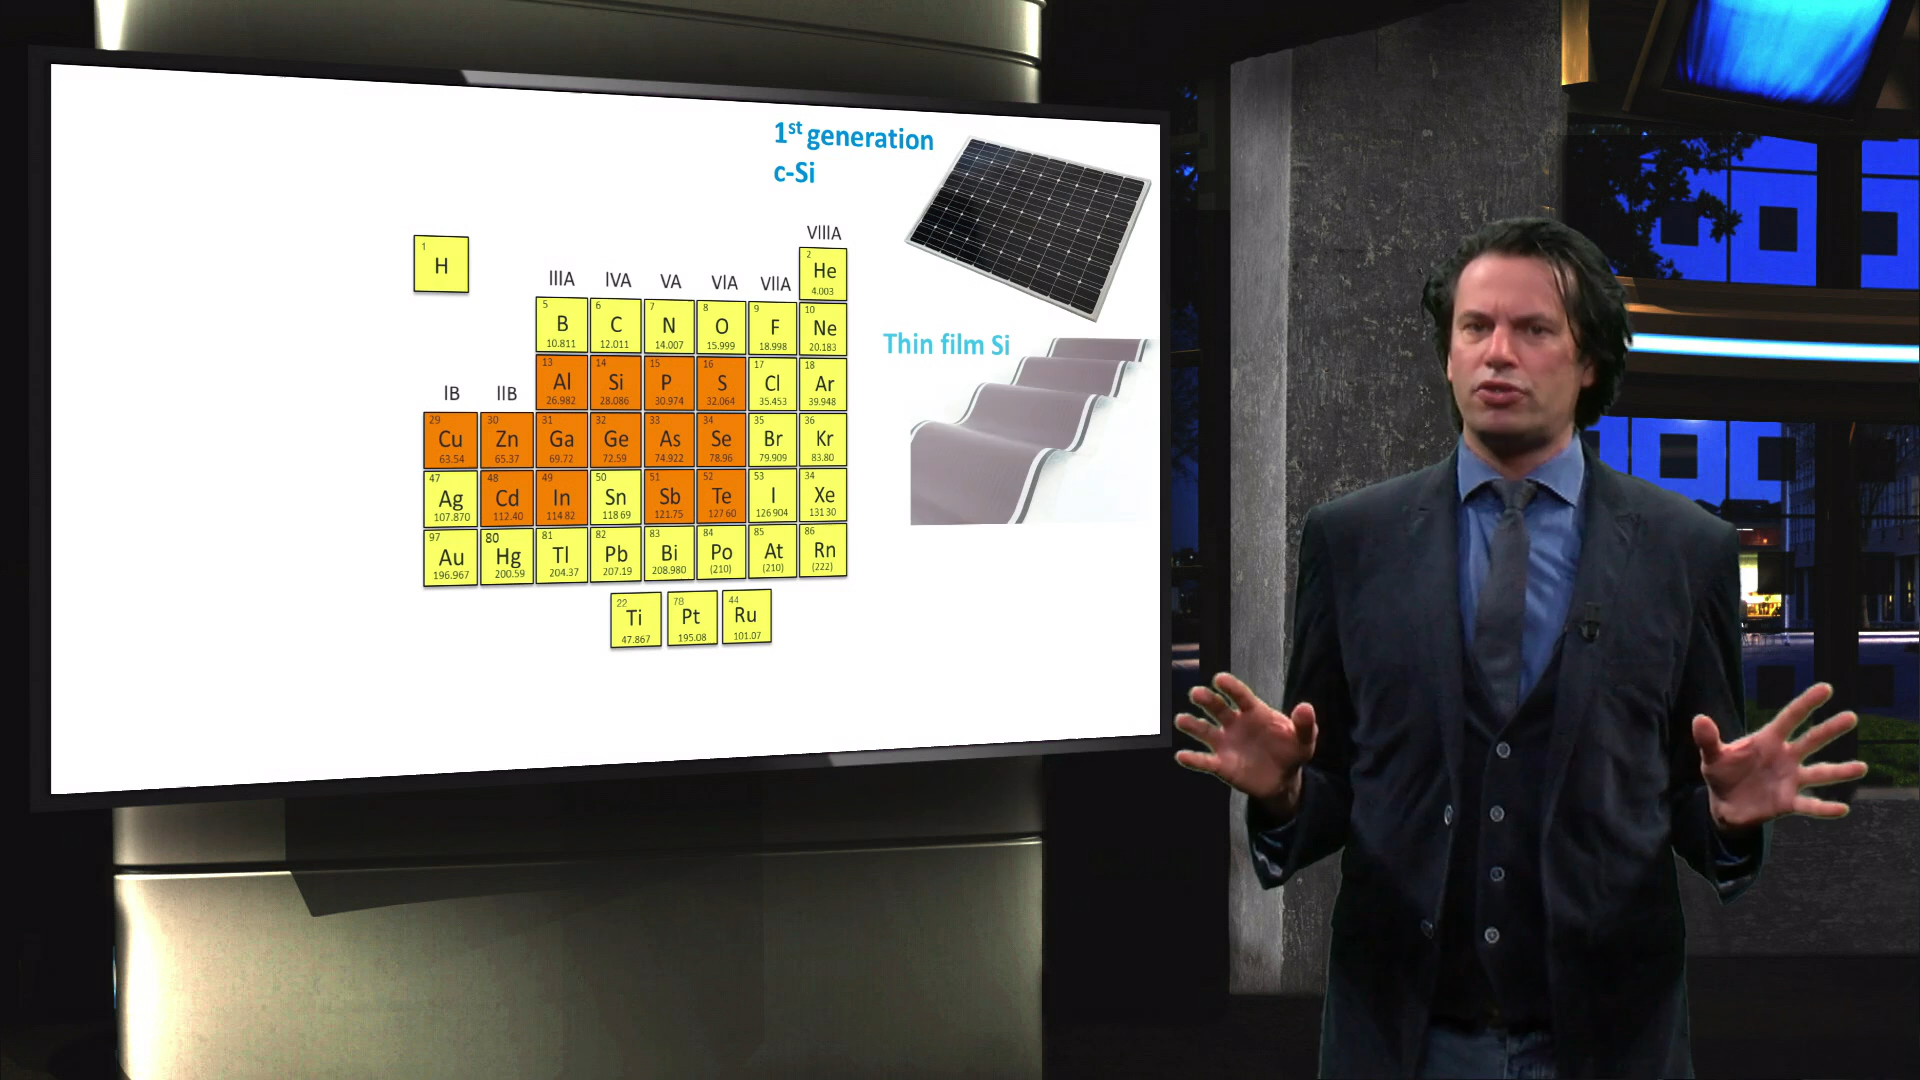 1st generation
c-Si
Thin film Si
VIIIA
1
H
2
He
4.003
IIIA IVA VA VIA VIIA
5 6 7 8 9 10
B C N O F Ne
10.811 12.011 14.007 15.999 18.998 20.183
13 14 15 16 17 18
Al Si P S Cl Ar
26.982 28.086 30.974 32.064 35.453 39.948
IB IIB
29 30 31 32 33 34 35 36
Cu Zn Ga Ge As Se Br Kr
63.54 65.37 69.72 72.59 74.922 78.96 79.909 83.80
47 48 49 50 51 52 53 34
Ag Cd In Sn Sb Te I Xe
107.870 112.40 114 82 118 69 121.75 127 60 126 904 131 30
97 80 81 82 83 84 85 86
Au Hg Tl Pb Bi Po At Rn
196.967 200.59 204.37 207.19 208.980 (210) (210) (222)
22 78 44
Ti Pt Ru
47.867 195.08 101.07